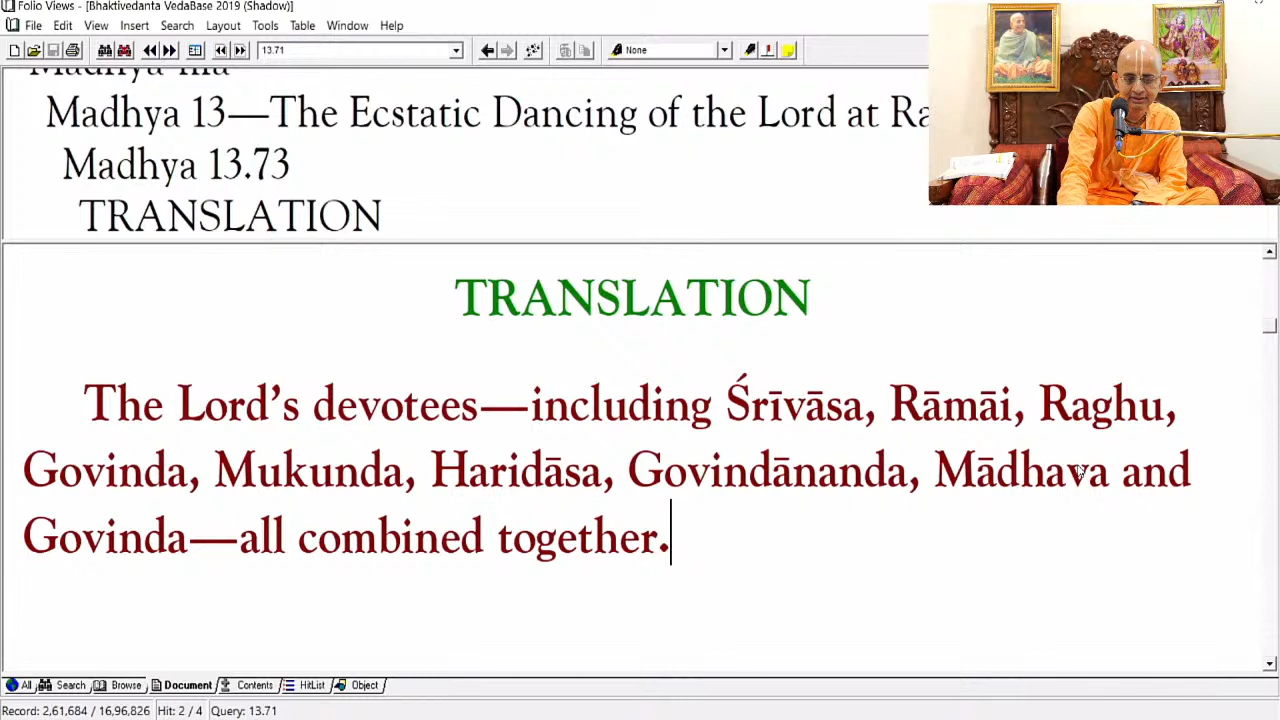 Folio Views - [Bhaktivedanta VedaBase 2019 (Shadow)]
File Edit View Insert Search Layout Tools Table Window Help
13.71
None
Madhya 13—The Ecstatic Dancing of the Lord at
Madhya 13.73
TRANSLATION
TRANSLATION
The Lord's devotees—including Śrīvāsa, Rāmāi, Raghu,
Govinda, Mukunda, Haridāsa, Govindānanda, Mādhava and
Govinda—all combined together.
All Search Browse Document Contents HitList Object
Record: 2,61,684 / 16,96,826 Hit: 2 / 4 Query: 13.71